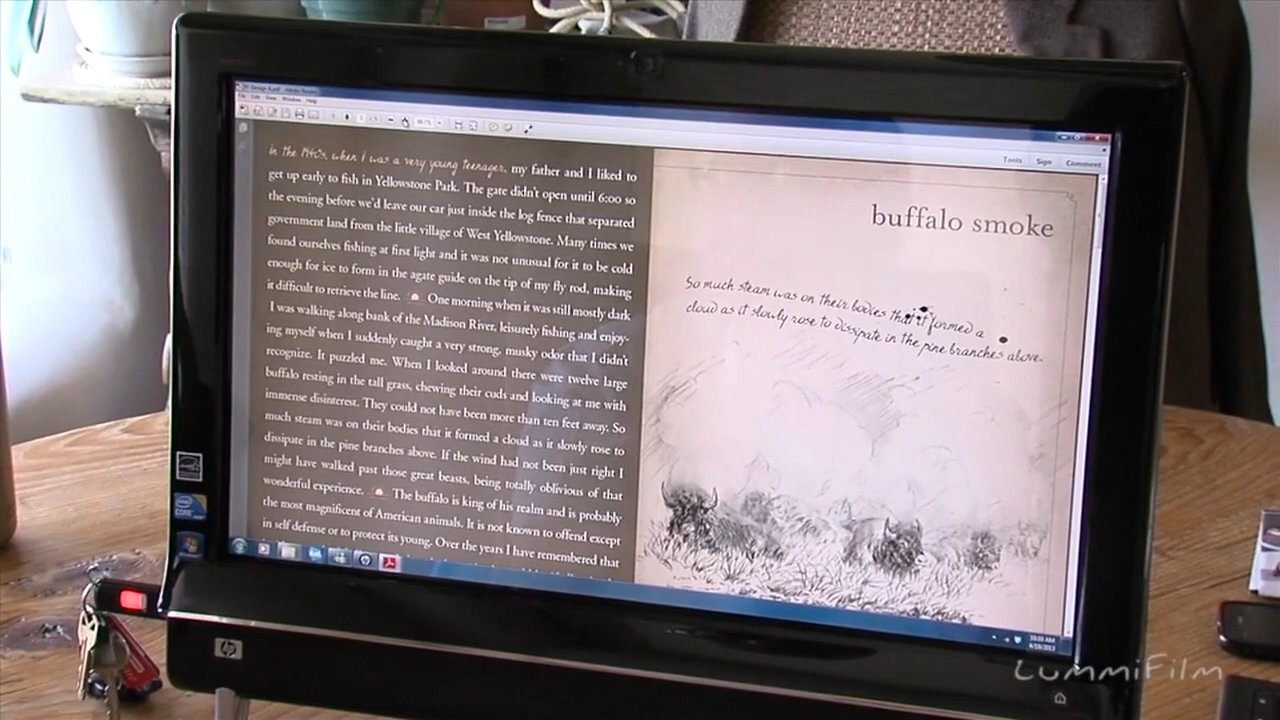 File Edit View Window Help
Tools Sign Comment
In the 1940s, when I was a very young teenager, my father and I liked to
get up early to fish in Yellowstone Park. The gate didn't open until 6:00 so
the evening before we'd leave our car just inside the log fence that separated
government land from the little village of West Yellowstone. Many times we
found ourselves fishing at first light and it was not unusual for it to be cold
enough for ice to form in the agate guide on the tip of my fly rod, making
it difficult to retrieve the line. One morning when it was still mostly dark
I was walking along bank of the Madison River, leisurely fishing and enjoy-
ing myself when I suddenly caught a very strong, musky odor that I didn't
recognize. It puzzled me. When I looked around there were twelve large
buffalo resting in the tall grass, chewing their cuds and looking at me with
immense disinterest. They could not have been more than ten feet away. So
much steam was on their bodies that it formed a cloud as it slowly rose to
dissipate in the pine branches above. If the wind had not been just right I
might have walked past those great beasts, being totally oblivious of that
wonderful experience. The buffalo is king of his realm and is probably
the most magnificent of American animals. It is not known to offend except
in self defense or to protect its young. Over the years I have remembered that
buffalo smoke
So much steam was on their bodies that it formed a
cloud as it slowly rose to dissipate in the pine branches above.
10:18 AM
4/19/2013
hp
LummiFilm